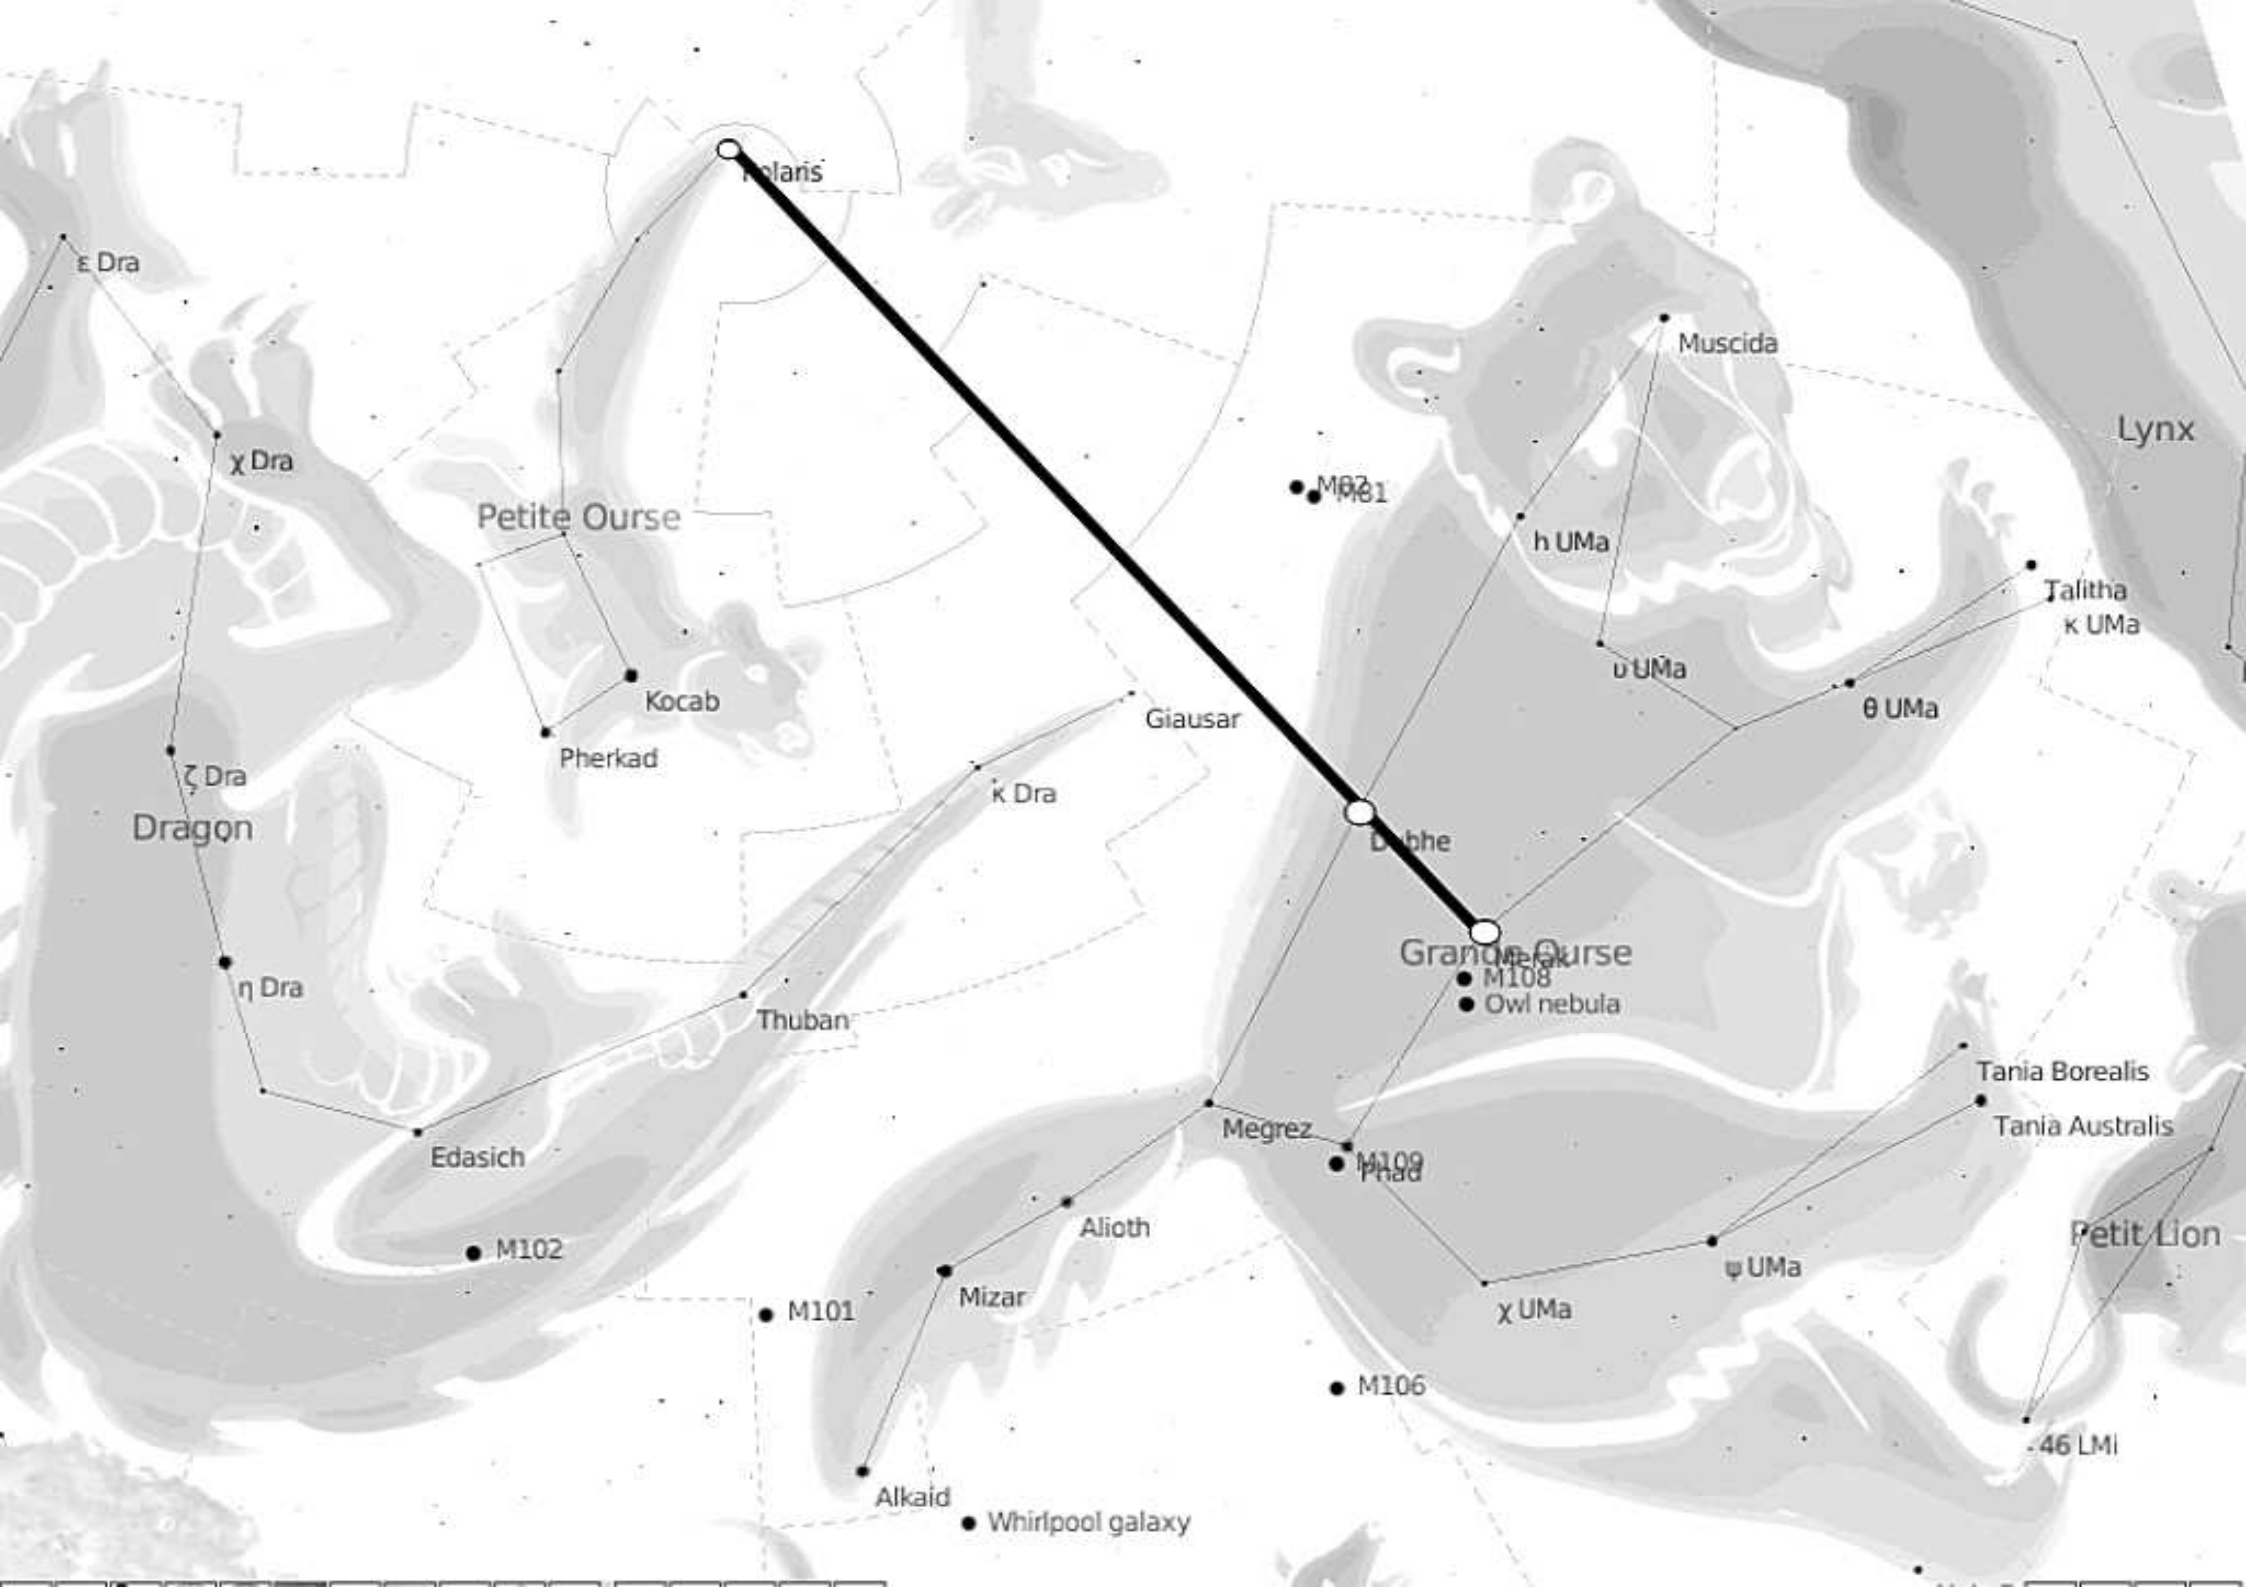 Polaris
ε Dra
Muscida
Lynx
χ Dra
M82
M81
Petite Ourse
h UMa
Talitha
κ UMa
υ UMa
Kocab
θ UMa
Giausar
Pherkad
ζ Dra
κ Dra
Dragon
Dubhe
Grande Ourse
Merak
M108
η Dra
Owl nebula
Thuban
Tania Borealis
Megrez
Tania Australis
Edasich
M109
Phad
Alioth
Petit Lion
M102
ψ UMa
Mizar
M101
χ UMa
M106
46 LMi
Alkaid
Whirlpool galaxy